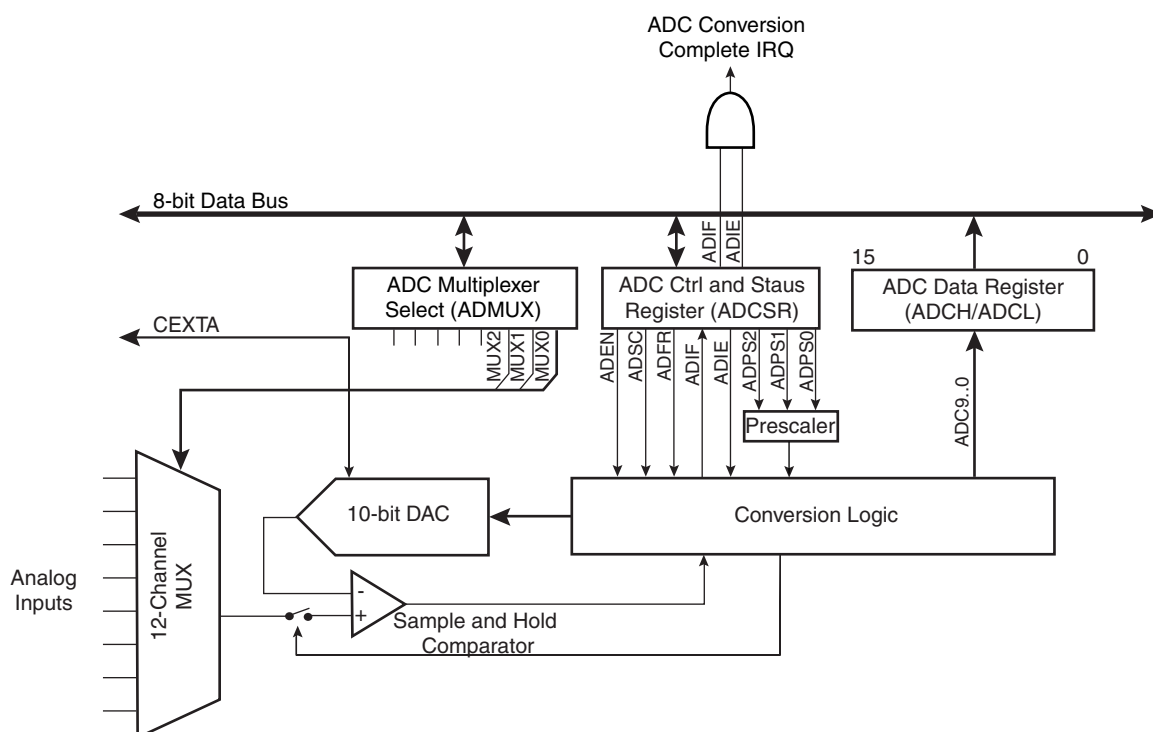 ADC Conversion
Complete IRQ
8-bit Data Bus
ADIF
ADIE
15
0
ADC Multiplexer
Select (ADMUX)
ADC Ctrl and Staus
Register (ADCSR)
ADC Data Register
(ADCH/ADCL)
CEXTA
MUX2
MUX1
MUX0
ADEN
ADSC
ADFR
ADIF
ADIE
ADPS2
ADPS1
ADPS0
ADC9..0
Prescaler
10-bit DAC
Conversion Logic
Analog
Inputs
12-Channel
MUX
-
+
Sample and Hold
Comparator